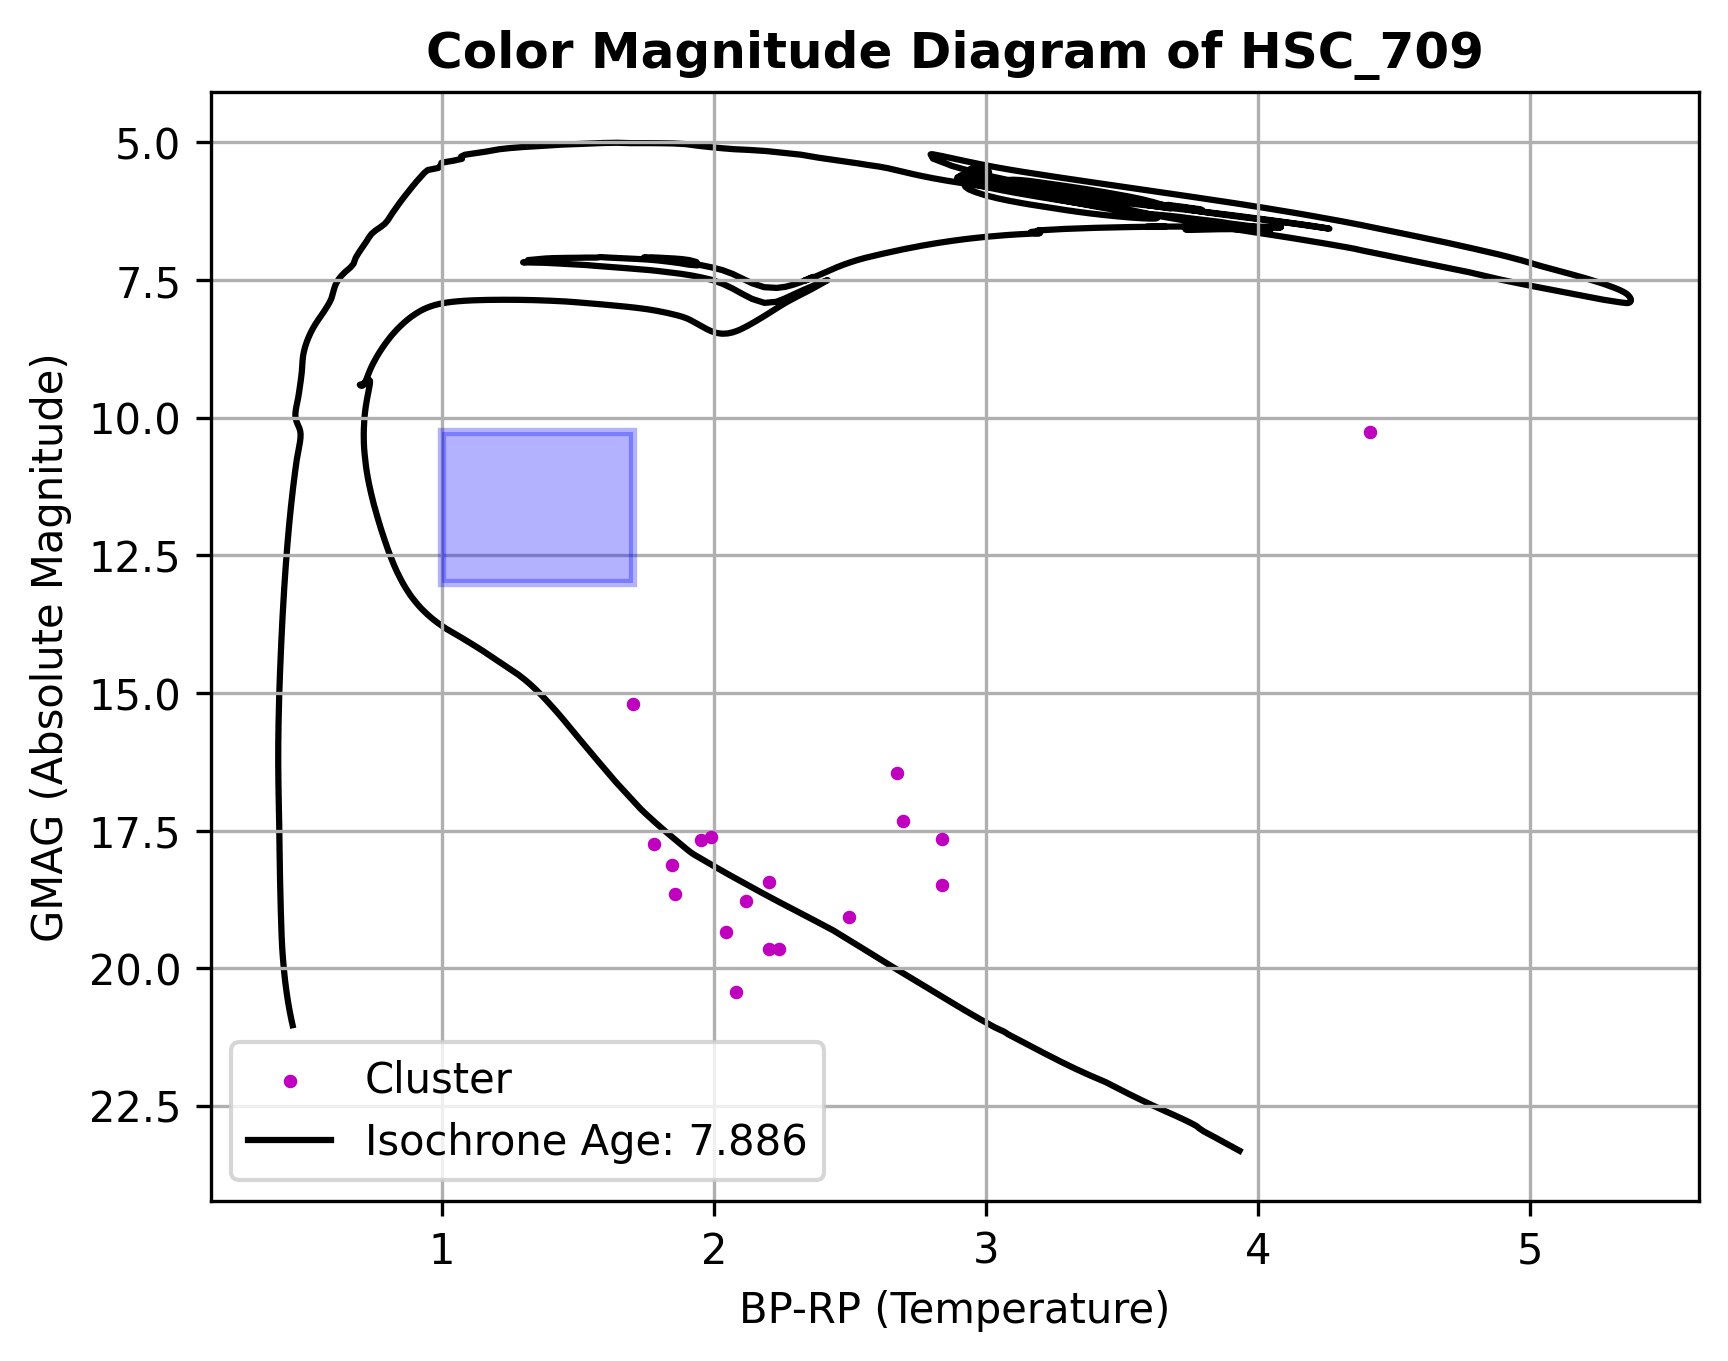 Color Magnitude Diagram of HSC_709
GMAG (Absolute Magnitude)
5.0
7.5
10.0
12.5
15.0
17.5
20.0
22.5
Cluster
Isochrone Age: 7.886
1 2 3 4 5
BP-RP (Temperature)